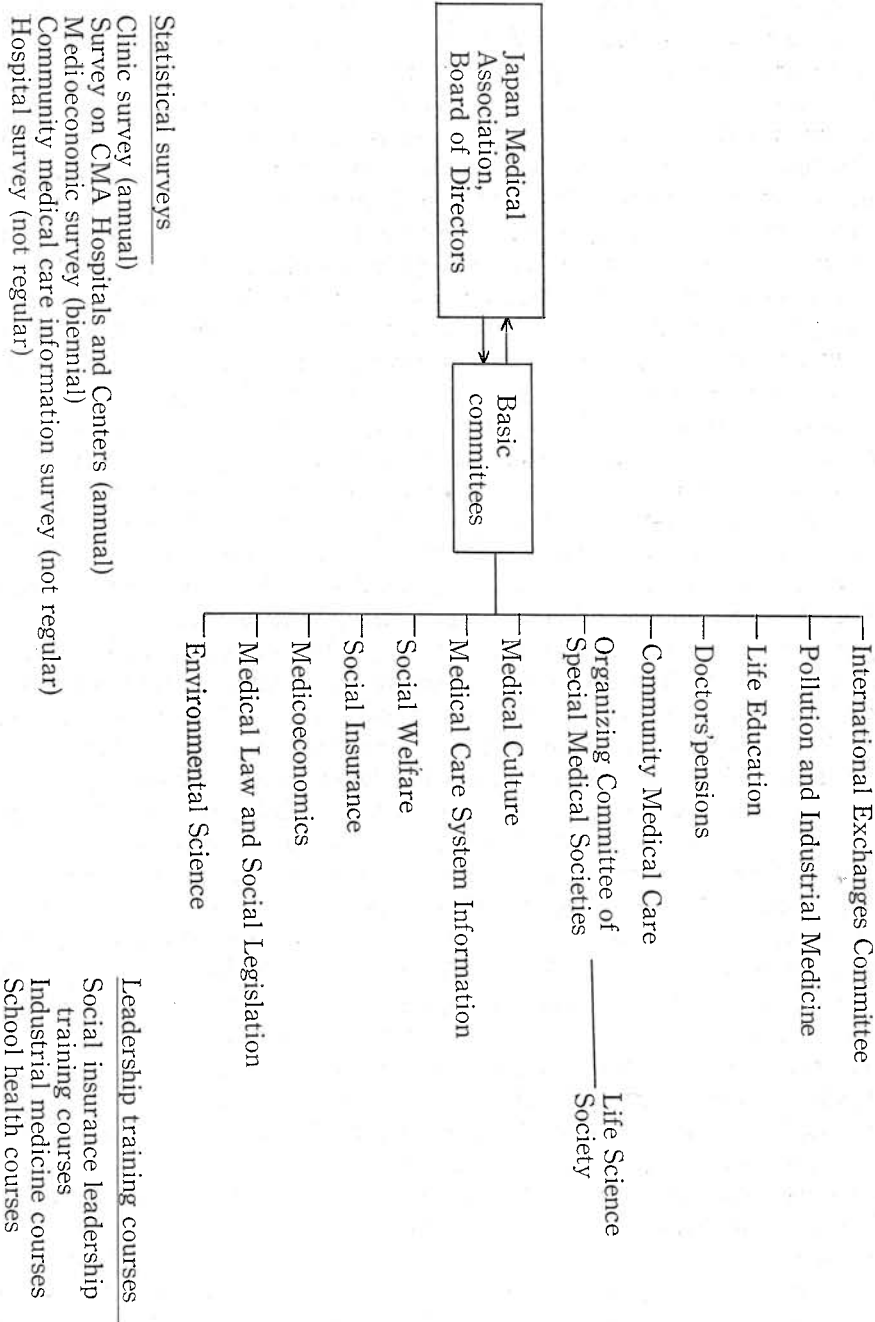 Japan Medical
Association,
Board of Directors
Basic
committees
International Exchanges Committee
Pollution and Industrial Medicine
Life Education
Doctors'pensions
Community Medical Care
Organizing Committee of
Special Medical Societies
Life Science
Society
Medical Culture
Medical Care System Information
Social Welfare
Social Insurance
Medicoeconomics
Medical Law and Social Legislation
Environmental Science
Statistical surveys
Clinic survey (annual)
Survey on CMA Hospitals and Centers (annual)
Medioeconomic survey (biennial)
Community medical care information survey (not regular)
Hospital survey (not regular)
Leadership training courses
Social insurance leadership
training courses
Industrial medicine courses
School health courses